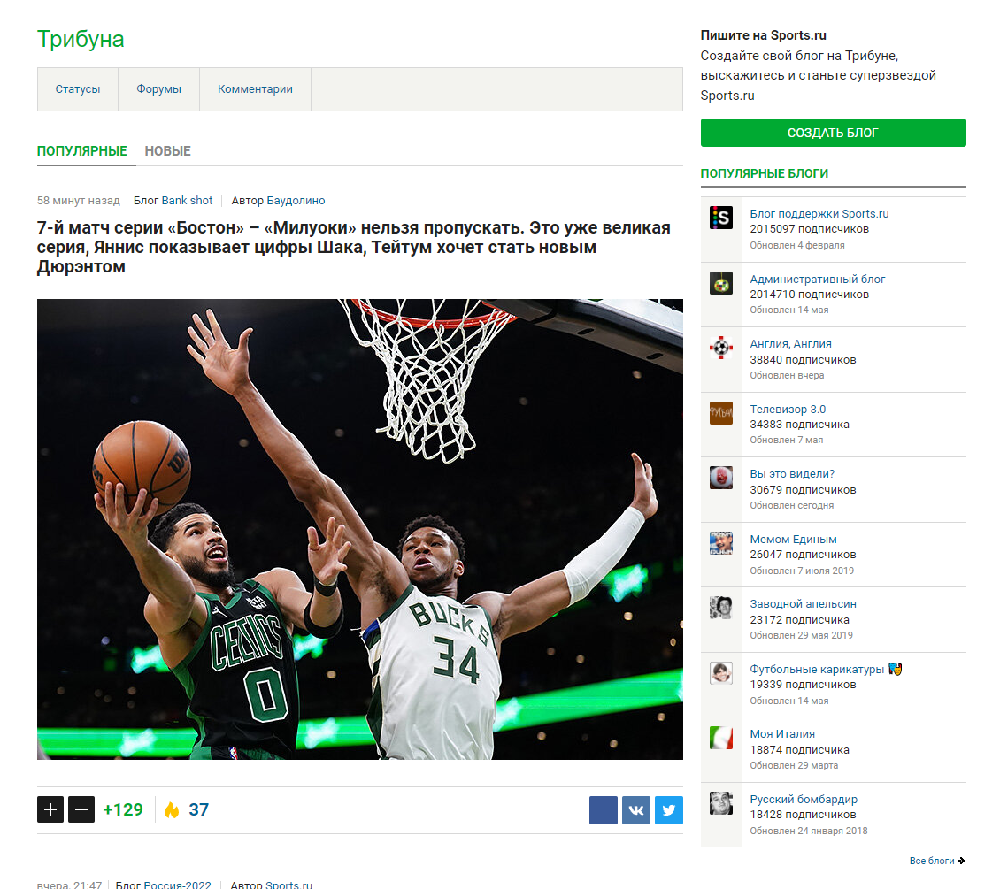 Трибуна
Статусы
Форумы
Комментарии
ПОПУЛЯРНЫЕ
НОВЫЕ
58 минут назад
Блог Bank shot
Автор Баудолино
7-й матч серии «Бостон» – «Милуоки» нельзя пропускать. Это уже великая
серия, Яннис показывает цифры Шака, Тейтум хочет стать новым
Дюрэнтом
CELTICS
0
BUCKS
34
+129
37
вчера, 21:47
Блог Россия-2022
Автор Sports.ru
Пишите на Sports.ru
Создайте свой блог на Трибуне,
выскажитесь и станьте суперзвездой
Sports.ru
СОЗДАТЬ БЛОГ
ПОПУЛЯРНЫЕ БЛОГИ
S
Блог поддержки Sports.ru
2015097 подписчиков
Обновлен 4 февраля
Административный блог
2014710 подписчиков
Обновлен 14 мая
Англия, Англия
38840 подписчиков
Обновлен вчера
Телевизор 3.0
34383 подписчика
Обновлен 7 мая
Вы это видели?
30679 подписчиков
Обновлен сегодня
Мемом Единым
26047 подписчиков
Обновлен 7 июля 2019
Заводной апельсин
23172 подписчика
Обновлен 29 мая 2019
Футбольные карикатуры
19339 подписчиков
Обновлен 14 мая
Моя Италия
18874 подписчика
Обновлен 29 марта
Русский бомбардир
18428 подписчиков
Обновлен 24 января 2018
Все блоги